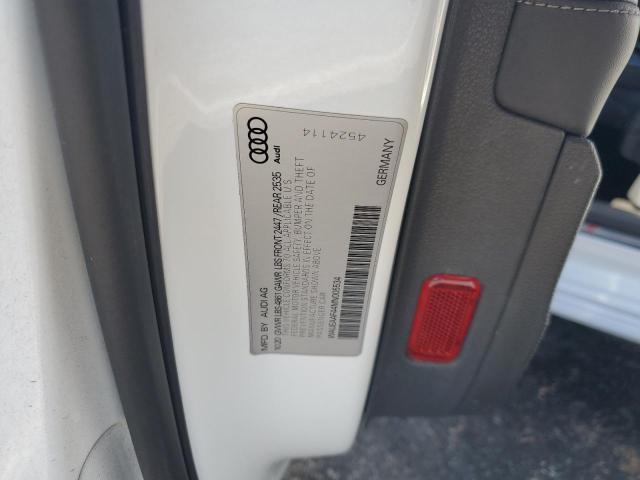 Audi
4524114
MFD. BY AUDI AG
10/20 GVWR LBS 4861 GAWR LBS FRONT 2447 / REAR 2535
THIS VEHICLE CONFORMS TO ALL APPLICABLE U.S.
FEDERAL MOTOR VEHICLE SAFETY, BUMPER AND THEFT
PREVENTION STANDARDS IN EFFECT ON THE DATE OF
MANUFACTURE SHOWN ABOVE.
PASSENGER CAR
GERMANY